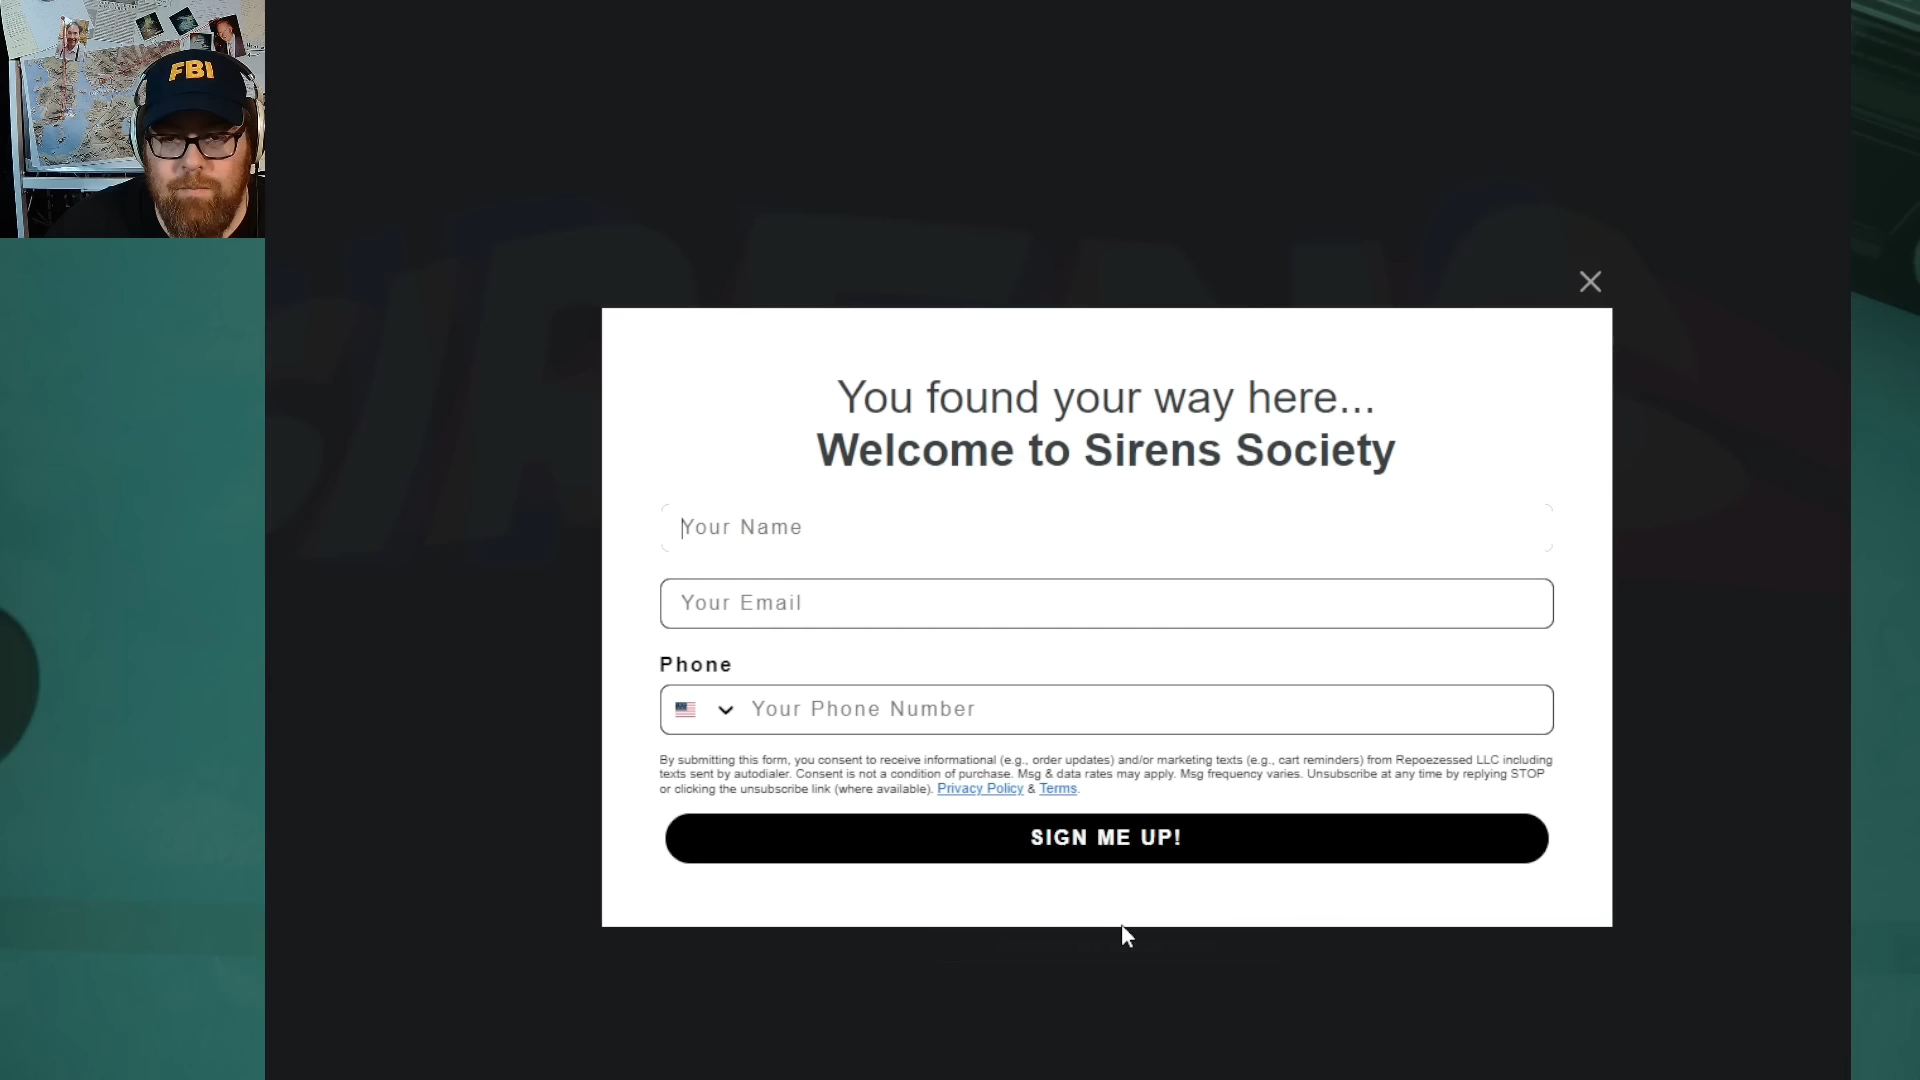 FBI
SIRENS
You found your way here...
Welcome to Sirens Society
Your Name
Your Email
Phone
Your Phone Number
By submitting this form, you consent to receive informational (e.g., order updates) and/or marketing texts (e.g., cart reminders) from Repoezessed LLC including
texts sent by autodialer. Consent is not a condition of purchase. Msg & data rates may apply. Msg frequency varies. Unsubscribe at any time by replying STOP
or clicking the unsubscribe link (where available). Privacy Policy & Terms.
SIGN ME UP!